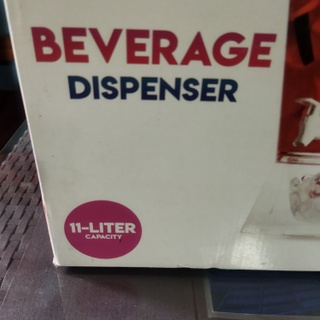 BEVERAGE
DISPENSER
11-LITER
CAPACITY